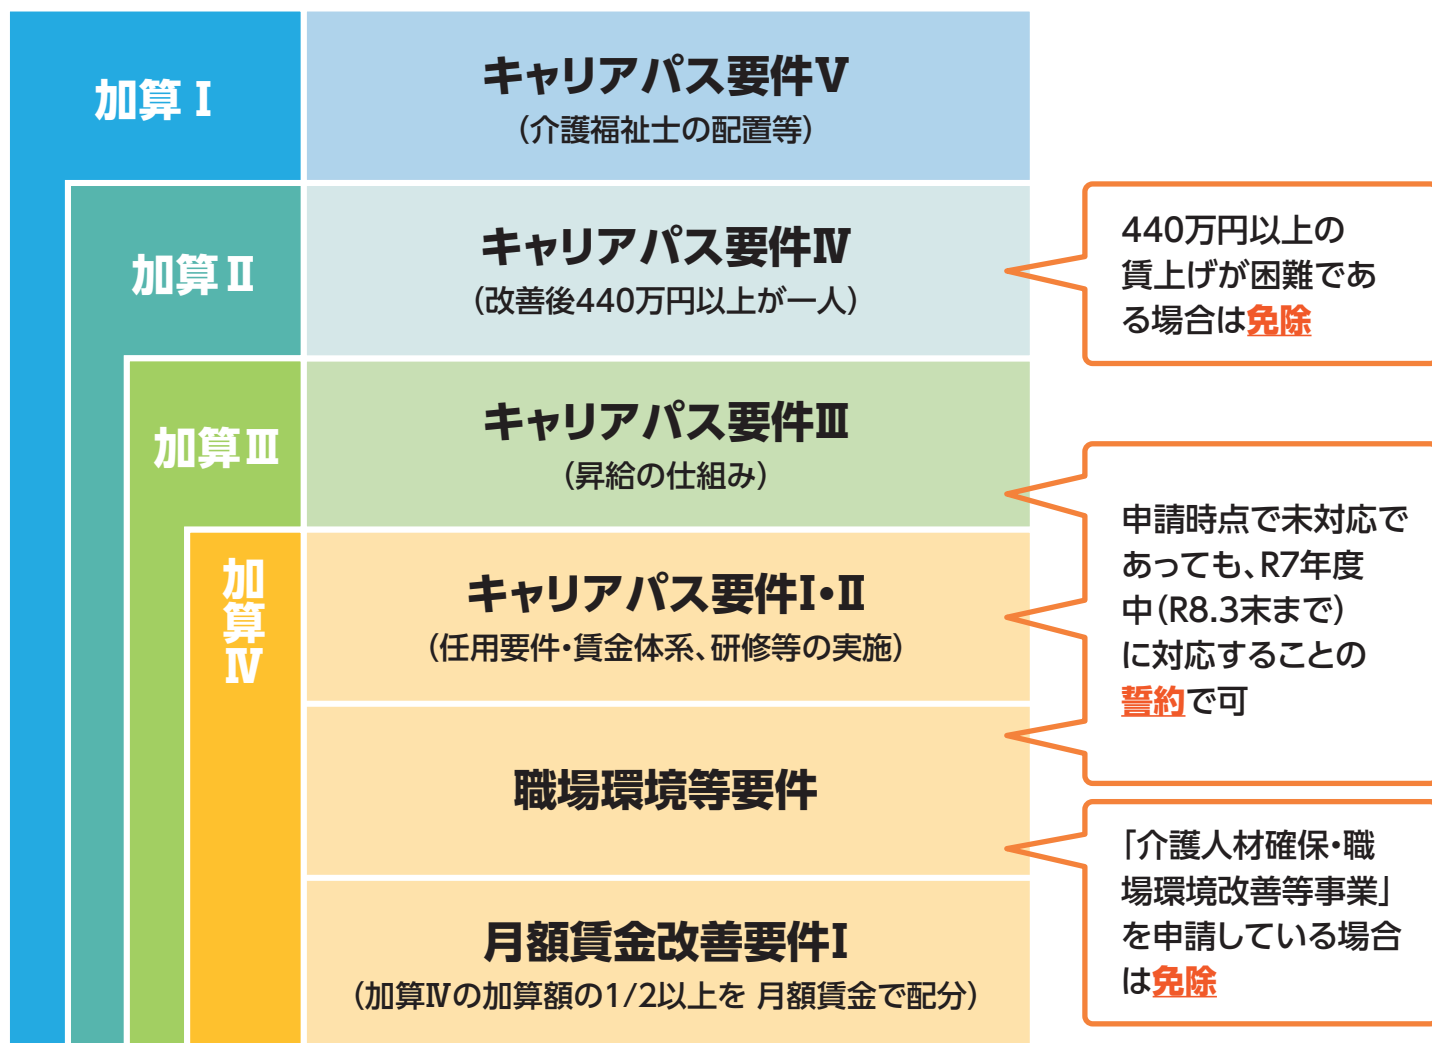 加算Ⅰ
キャリアパス要件Ⅴ
（介護福祉士の配置等）
加算Ⅱ
キャリアパス要件Ⅳ
（改善後440万円以上が一人）
440万円以上の
賃上げが困難であ
る場合は免除
加算Ⅲ
キャリアパス要件Ⅲ
（昇給の仕組み）
加算Ⅳ
キャリアパス要件Ⅰ・Ⅱ
（任用要件・賃金体系、研修等の実施）
申請時点で未対応で
あっても、R7年度
中（R8.3末まで）
に対応することの
誓約で可
職場環境等要件
「介護人材確保・職
場環境改善等事業」
を申請している場合
は免除
月額賃金改善要件Ⅰ
（加算Ⅳの加算額の1/2以上を 月額賃金で配分）